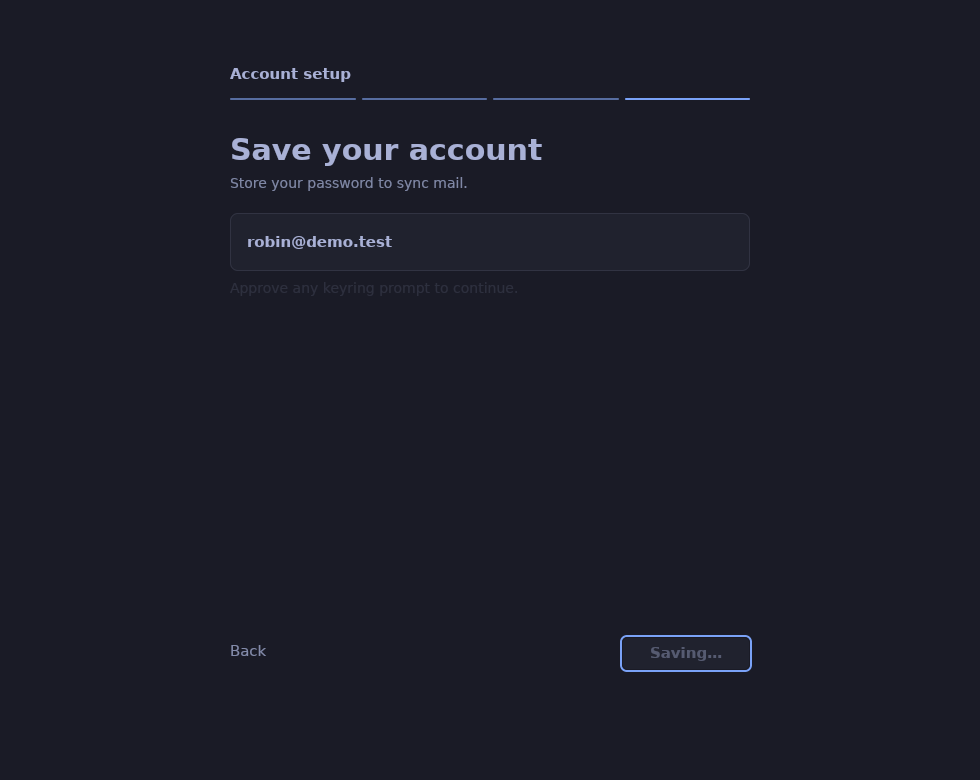 Account setup
Save your account
Store your password to sync mail.
robin@demo.test
Approve any keyring prompt to continue.
Back
Saving…